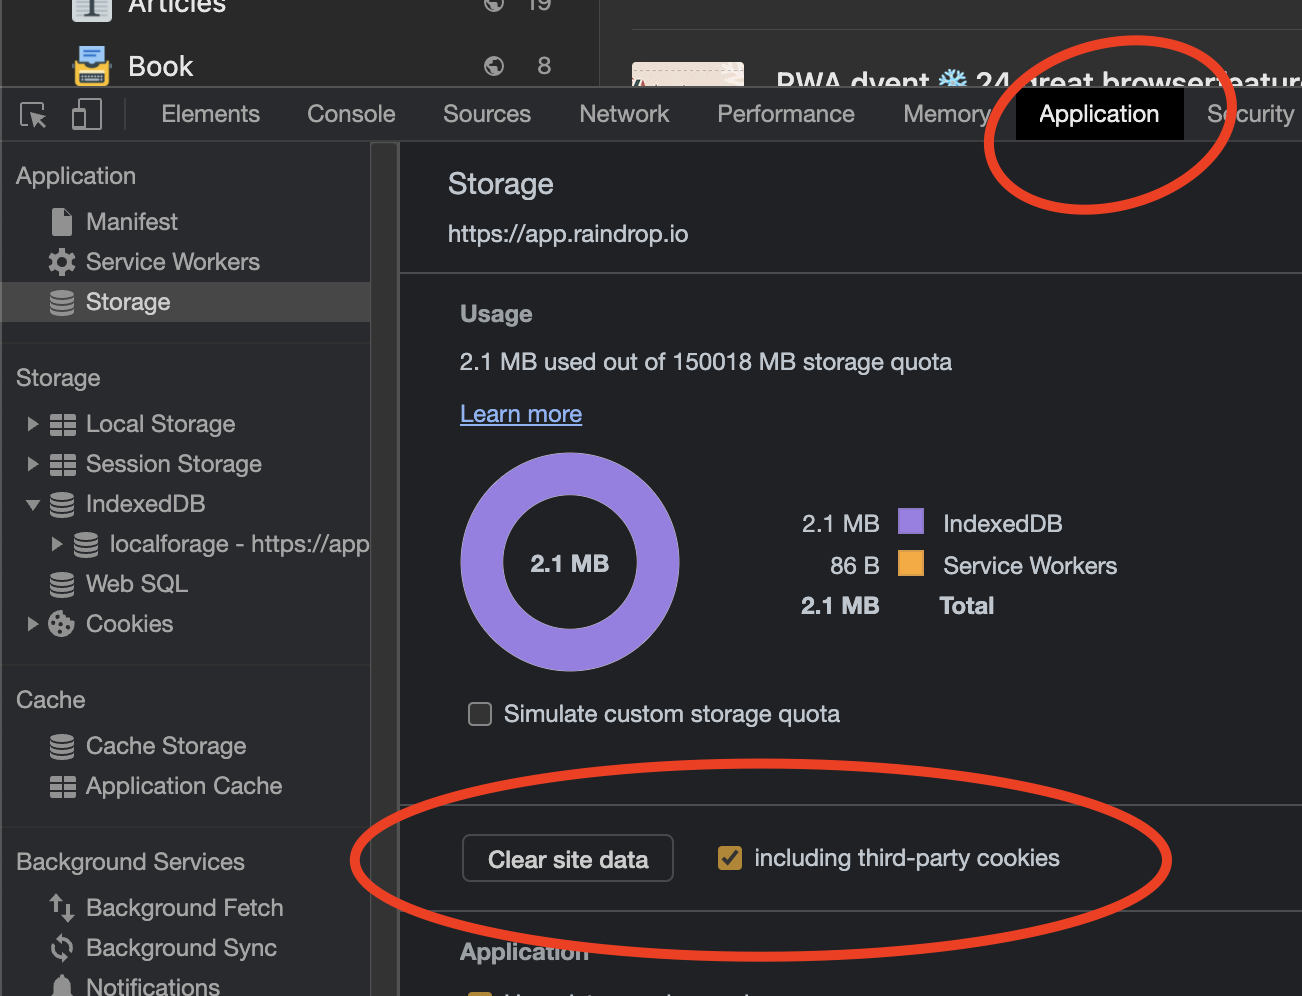 Articles 19
Book 8
PWA dvent ❄️ 24 great browser feature
Elements Console Sources Network Performance Memory Application Security
Application
Manifest
Service Workers
Storage
Storage
Local Storage
Session Storage
IndexedDB
localforage - https://app
Web SQL
Cookies
Cache
Cache Storage
Application Cache
Background Services
Background Fetch
Background Sync
Notifications
Storage
https://app.raindrop.io
Usage
2.1 MB used out of 150018 MB storage quota
Learn more
2.1 MB
2.1 MB IndexedDB
86 B Service Workers
2.1 MB Total
Simulate custom storage quota
Clear site data including third-party cookies
Application